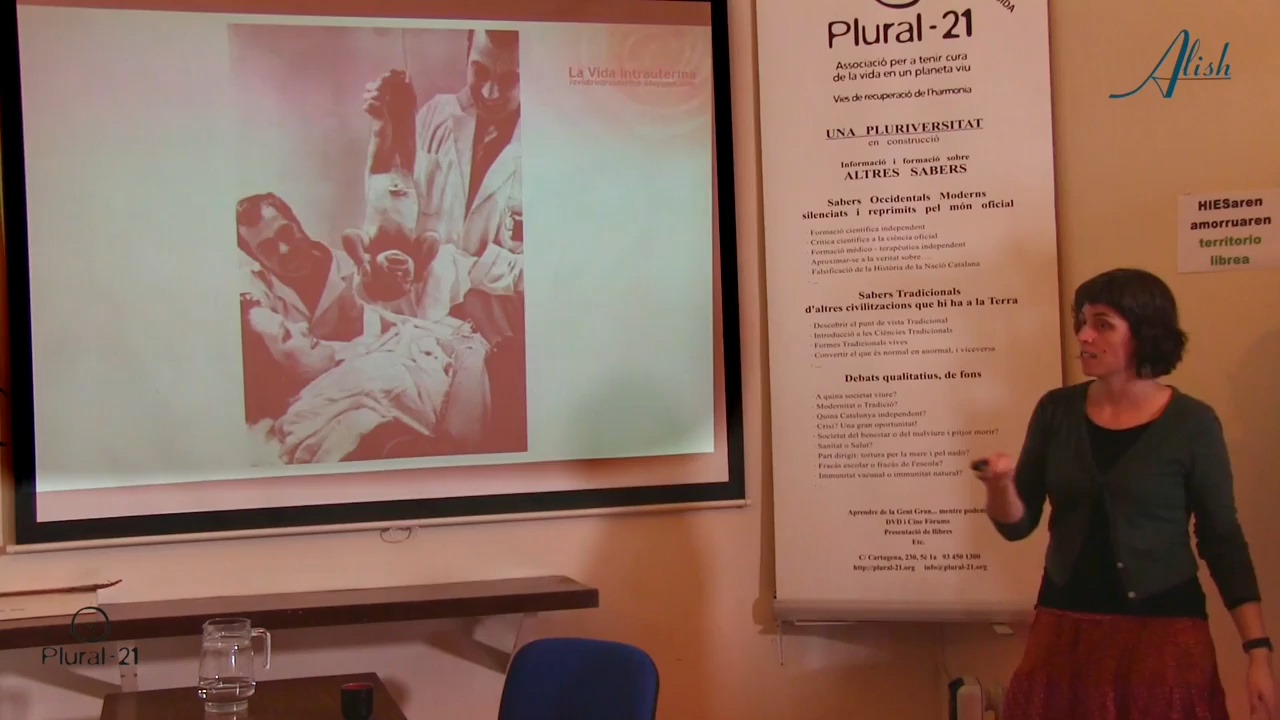 La Vida Intrauterina
Plural-21
Associació per a tenir cura
de la vida en un planeta viu
Vies de recuperació de l'harmonia
UNA PLURIVERSITAT
en construcció
Informació i formació sobre
ALTRES SABERS
Sabers Occidentals Moderns
silenciats i reprimits pel món oficial
· Formació científica independent
· Crítica científica a la ciència oficial
· Formació médico - terapèutica independent
· Aproximar-se a la veritat sobre....
· Falsificació de la Història de la Nació Catalana
· ...
Sabers Tradicionals
d'altres civilitzacions que hi ha a la Terra
· Descobrir el punt de vista Tradicional
· Introducció a les Ciències Tradicionals
· Formes Tradicionals vives
· Convertir el que és normal en anormal, i viceversa
· ...
Debats qualitatius, de fons
· A quina societat viure?
· Modernitat o Tradició?
· Quina Catalunya independent?
· Crisi? Una gran oportunitat!
· Societat del benestar o del malviure i pitjor morir?
· Sanitat o Salut?
· Part dirigit: tortura per la mare i pel nadó?
· Fracàs escolar o fracàs de l'escola?
· Immunitat vacunal o immunitat natural?
Aprendre de la Gent Gran... mentre podem
DVD i Cine Fòrums
Presentació de llibres
Etc.
C/ Cartagena, 230, 5è 1a 93 450 1300
http://plural-21.org info@plural-21.org
Alish
HIESaren
amorruaren
territorio
librea
Plural-21